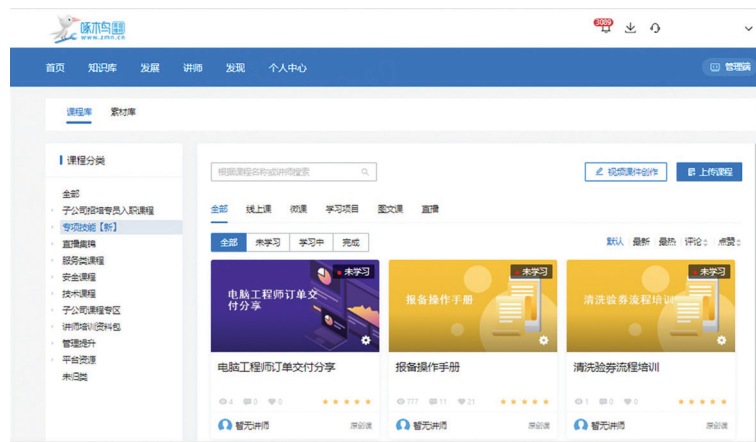 啄木鸟
www.zmn.cn
3089
首页 知识库 发展 讲师 发现 个人中心 管理端
课程库 素材库
课程分类
全部
子公司招培专员入职课程
专项技能【新】
直播集锦
服务类课程
安全课程
技术课程
子公司课程专区
讲师培训资料包
管理提升
平台资源
未归类
根据课程名称或讲师搜索
视频课件创作 上传课程
全部 线上课 微课 学习项目 图文课 直播
全部 未学习 学习中 完成
默认 最新 最热 评论 点赞
未学习 未学习 未学习
电脑工程师订单交
付分享
报备操作手册
清洗验券流程培训
电脑工程师订单交付分享 报备操作手册 清洗验券流程培训
4 0 0 777 11 21 1 0 0
暂无讲师 原创课 暂无讲师 原创课 暂无讲师 原创课